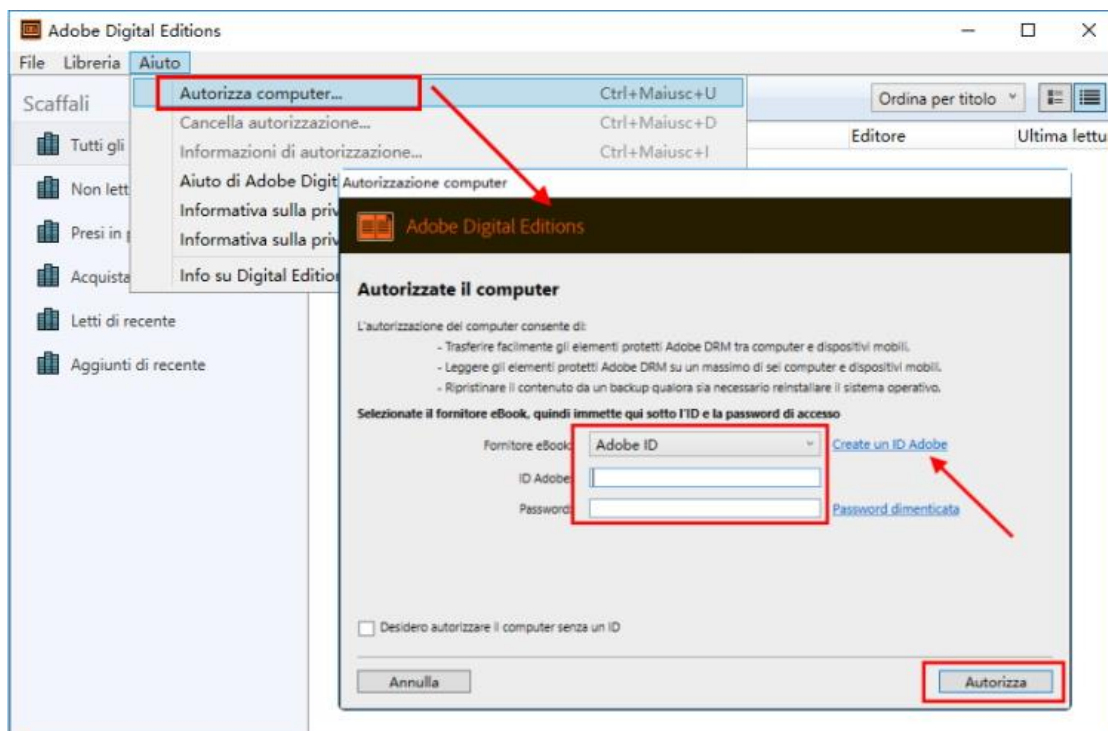 Adobe Digital Editions
File Libreria Aiuto
Scaffali
Autorizza computer... Ctrl+Maiusc+U
Ordina per titolo
Cancella autorizzazione... Ctrl+Maiusc+D
Editore Ultima lettu
Tutti gli
Informazioni di autorizzazione... Ctrl+Maiusc+I
Non lett
Aiuto di Adobe Digit
Autorizzazione computer
Informativa sulla priv
Presi in
Informativa sulla priv
Adobe Digital Editions
Acquista
Info su Digital Edition
Autorizzate il computer
Letti di recente
L'autorizzazione del computer consente di:
- Trasferire facilmente gli elementi protetti Adobe DRM tra computer e dispositivi mobili.
Aggiunti di recente
- Leggere gli elementi protetti Adobe DRM su un massimo di sei computer e dispositivi mobili.
- Ripristinare il contenuto da un backup qualora sia necessario reinstallare il sistema operativo.
Selezionate il fornitore eBook, quindi immette qui sotto l'ID e la password di accesso
Fornitore eBook: Adobe ID Create un ID Adobe
ID Adobe:
Password: Password dimenticata
Desidero autorizzare il computer senza un ID
Annulla Autorizza